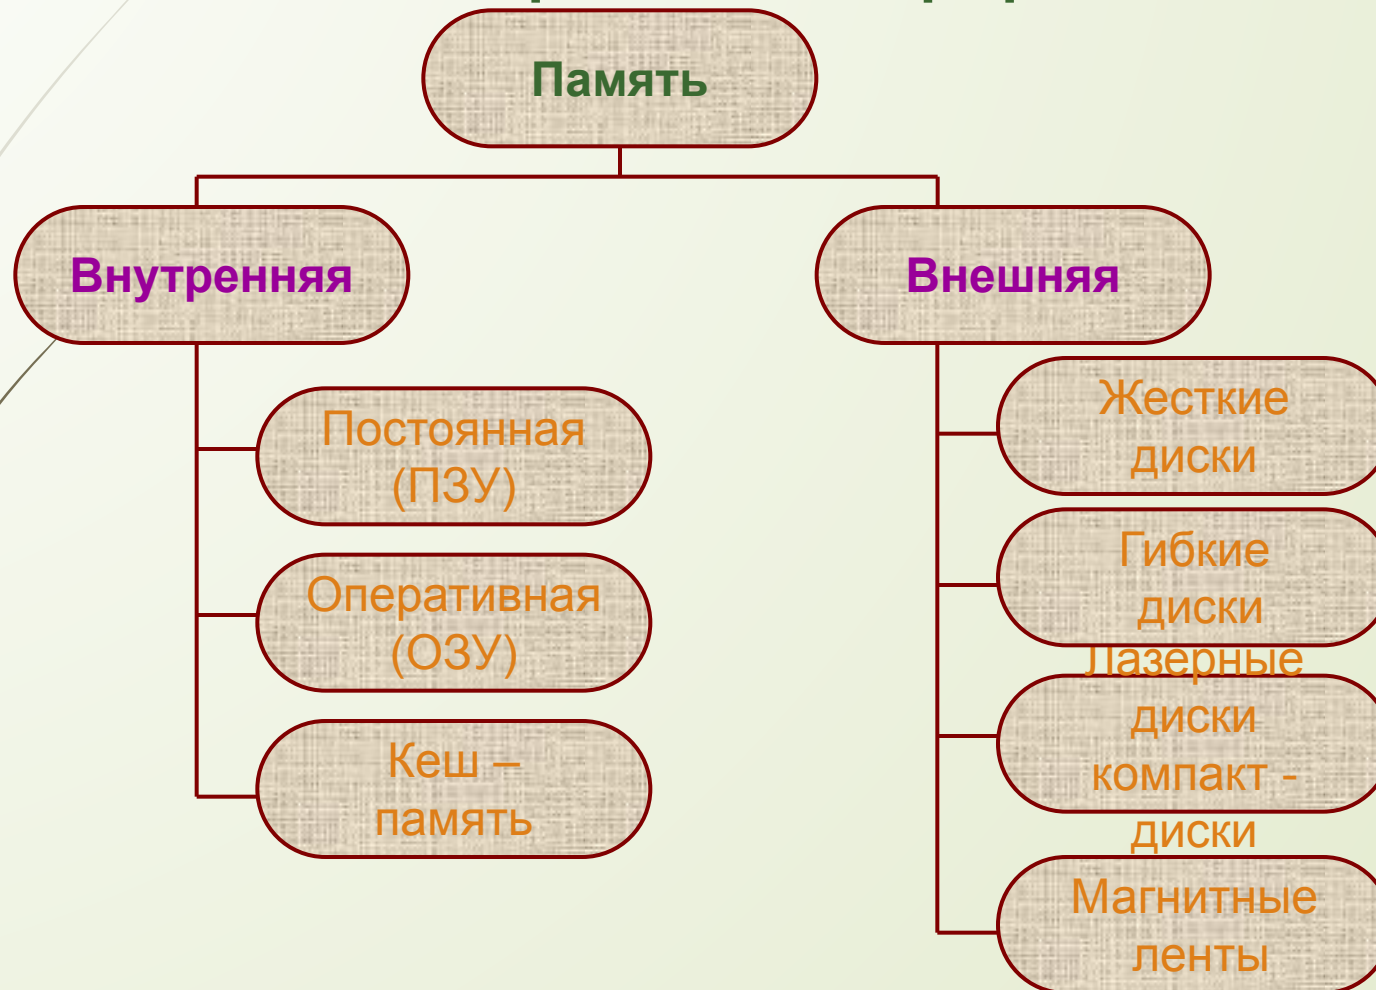 Память
Внутренняя
Постоянная
(ПЗУ)
Оперативная
(ОЗУ)
Кеш –
память
Внешняя
Жесткие
диски
Гибкие
диски
Лазерные
диски
компакт -
диски
Магнитные
ленты